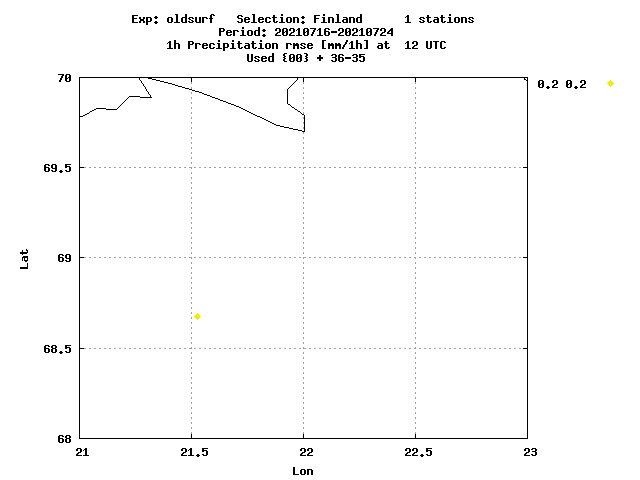 Exp: oldsurf   Selection: Finland      1 stations
Period: 20210716-20210724
1h Precipitation rmse [mm/1h] at  12 UTC
Used {00} + 36-35
70
0.2 0.2
69.5
69
Lat
68.5
68
21
21.5
22
22.5
23
Lon